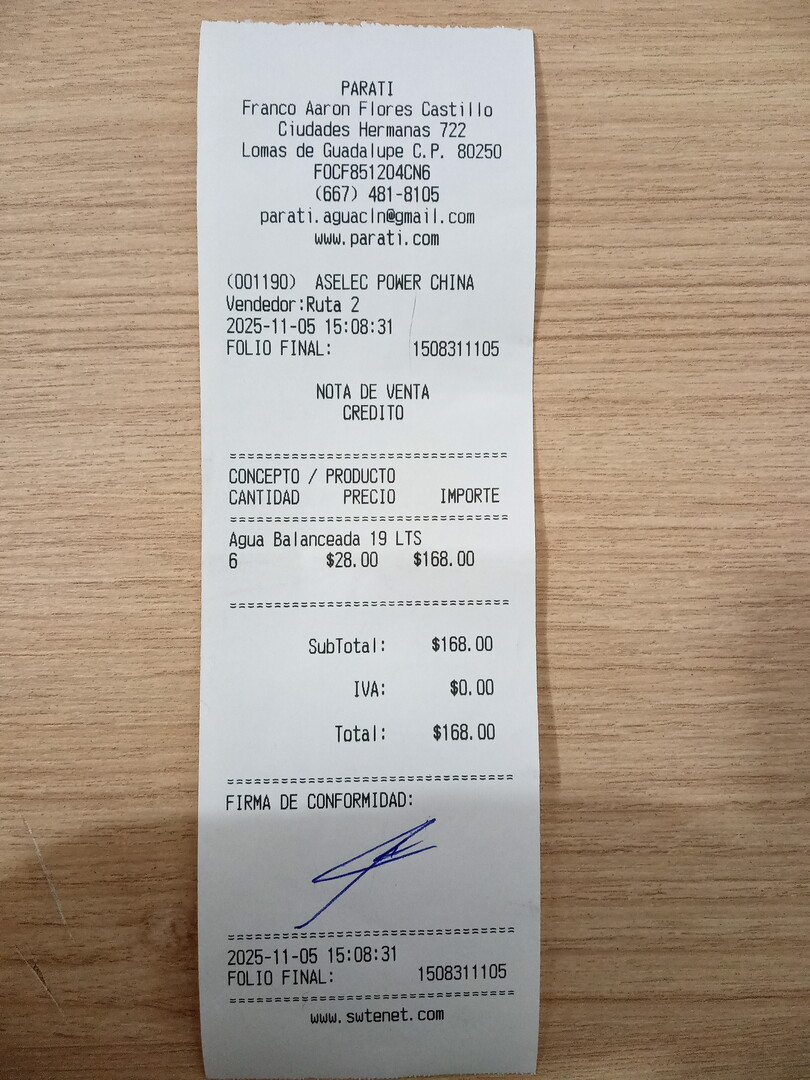 PARATI
Franco Aaron Flores Castillo
Ciudades Hermanas 722
Lomas de Guadalupe C.P. 80250
FOCF851204CN6
(667) 481-8105
parati.aguacln@gmail.com
www.parati.com
(001190) ASELEC POWER CHINA
Vendedor:Ruta 2
2025-11-05 15:08:31
FOLIO FINAL: 1508311105
NOTA DE VENTA
CREDITO
===============================
CONCEPTO / PRODUCTO
CANTIDAD PRECIO IMPORTE
===============================
Agua Balanceada 19 LTS
6 $28.00 $168.00
===============================
SubTotal: $168.00
IVA: $0.00
Total: $168.00
================================
FIRMA DE CONFORMIDAD:
================================
2025-11-05 15:08:31
FOLIO FINAL: 1508311105
================================
www.swtenet.com